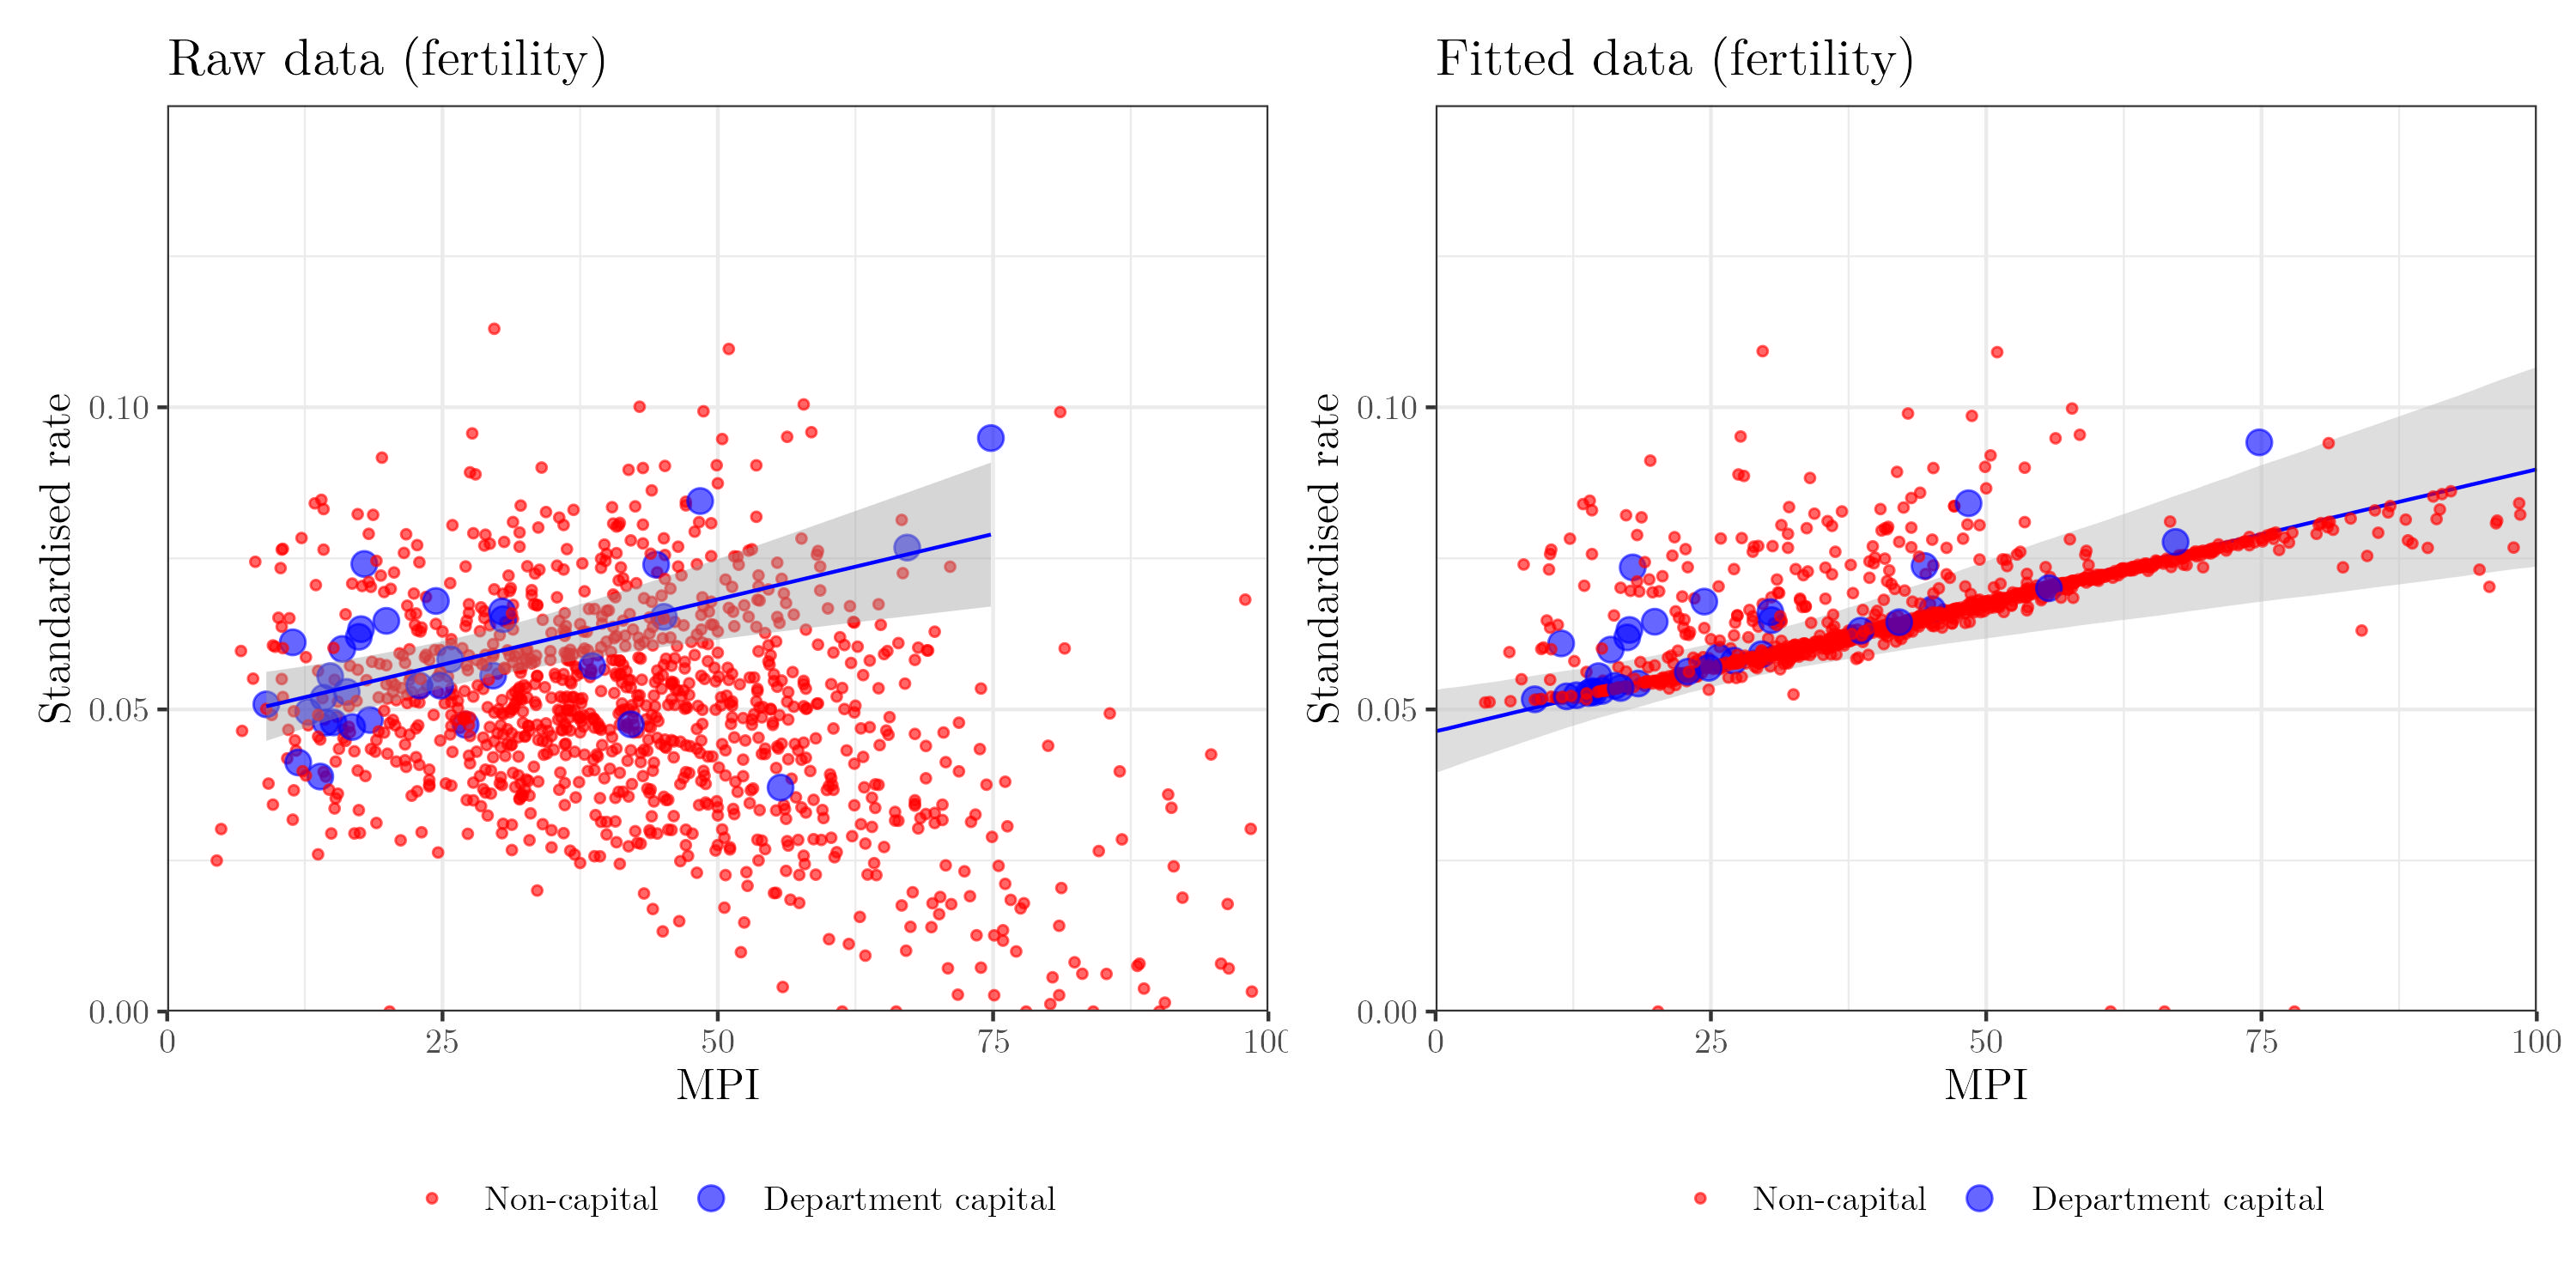 Raw data (fertility)
Standardised rate
0.10
0.05
0.00
0
25
50
75
100
MPI
Non-capital
Department capital
Fitted data (fertility)
Standardised rate
0.10
0.05
0.00
0
25
50
75
100
MPI
Non-capital
Department capital